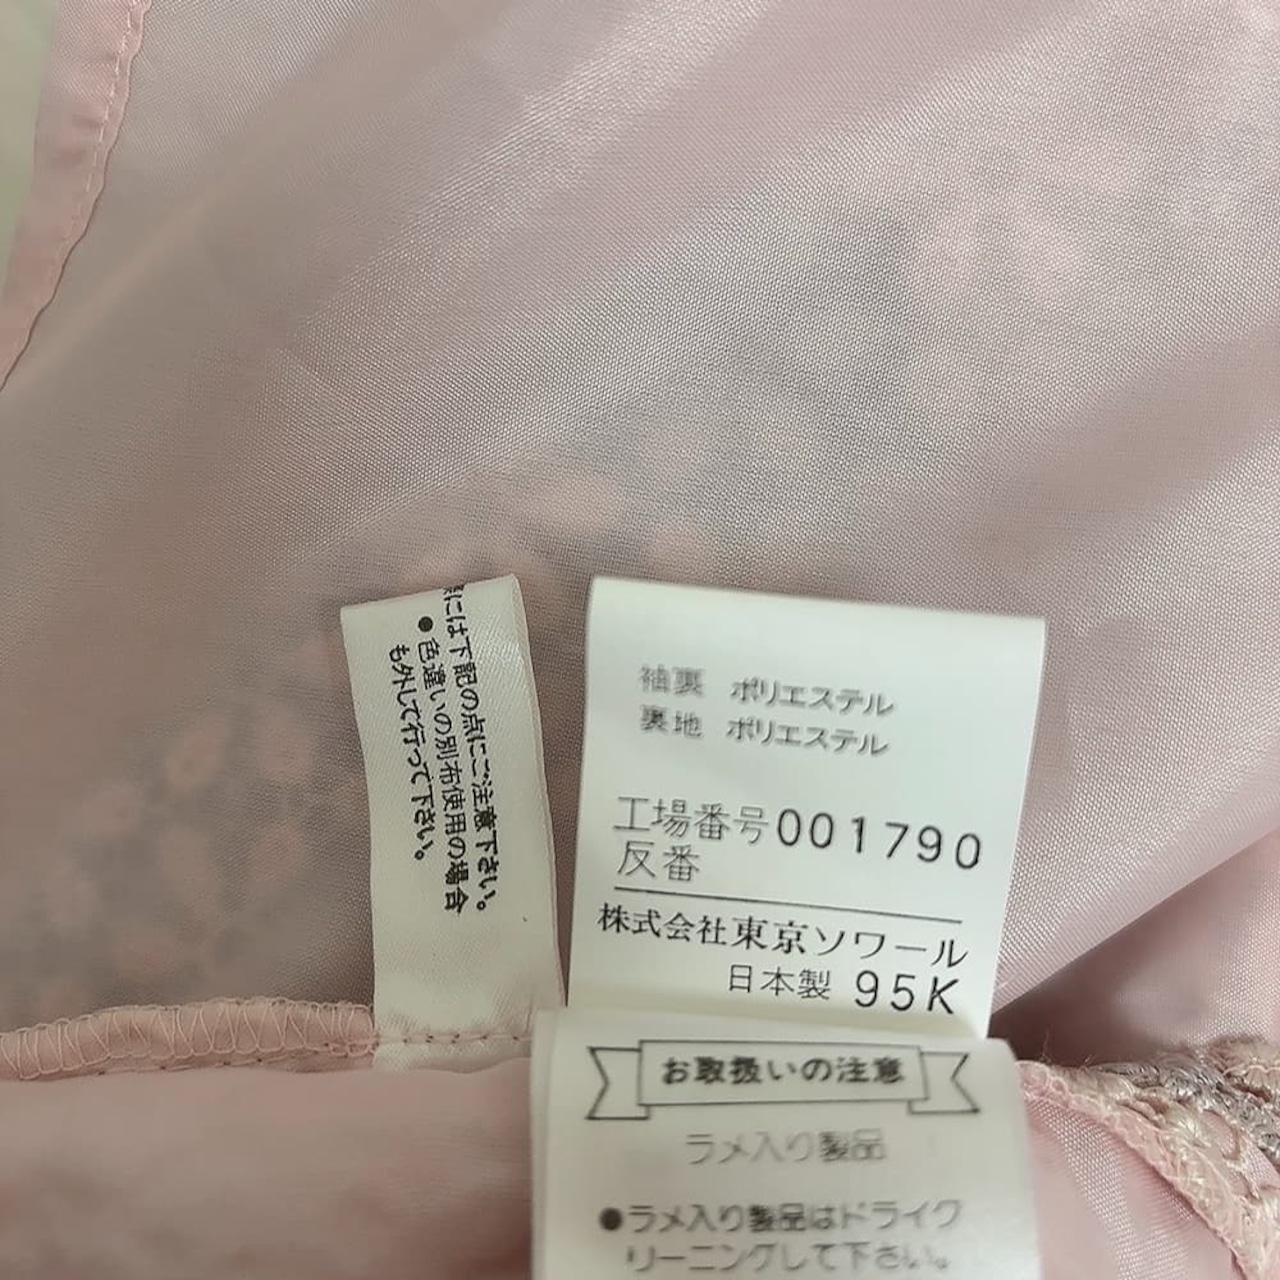 には下記の点にご注意下さい。
●色違いの別布使用の場合
も外して行って下さい。
袖裏 ポリエステル
裏地 ポリエステル
工場番号001790
反番
株式会社東京ソワール
日本製 95K
お取扱いの注意
ラメ入り製品
●ラメ入り製品はドライク
リーニングして下さい。